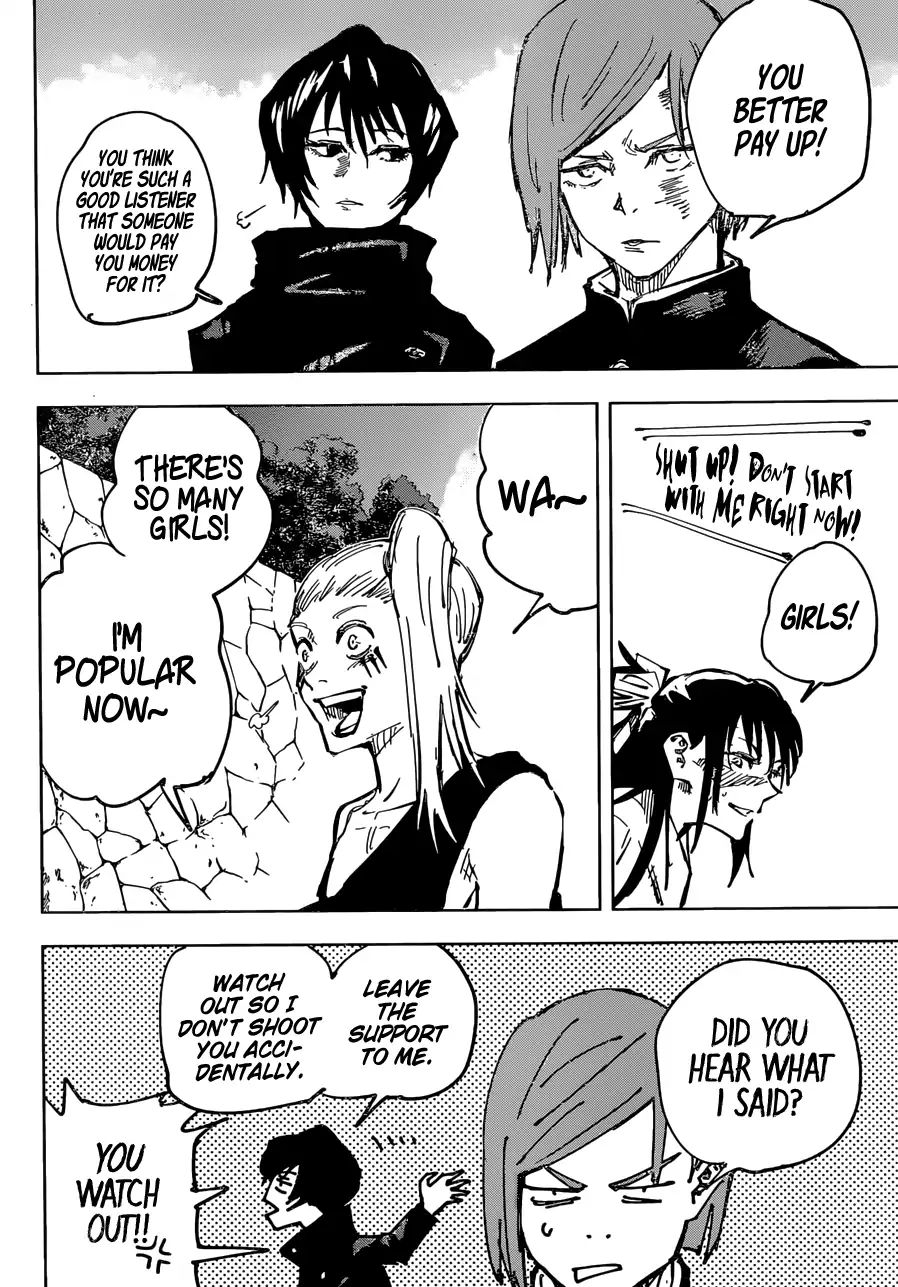 YOU
BETTER
PAY UP!
YOU THINK
YOU'RE SUCH A
GOOD LISTENER
THAT SOMEONE
WOULD PAY
YOU MONEY
FOR IT?
SHUT UP! DON'T START
WITH ME RIGHT NOW!
GIRLS!
WA~
THERE'S
SO MANY
GIRLS!
I'M
POPULAR
NOW~
DID YOU
HEAR WHAT
I SAID?
LEAVE
THE
SUPPORT
TO ME.
WATCH
OUT SO I
DON'T SHOOT
YOU ACCI-
DENTALLY.
YOU
WATCH
OUT!!